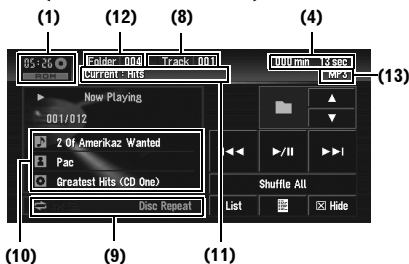 (1) (12) (8) (4)
05:26 Folder 004 Track 001 000 min 13 sec
ROM Current : Hits MP3 (13)
Now Playing
001/012
2 Of Amerikaz Wanted
Pac
Greatest Hits (CD One) Shuffle All
Disc Repeat List Hide
(10) (9) (11)